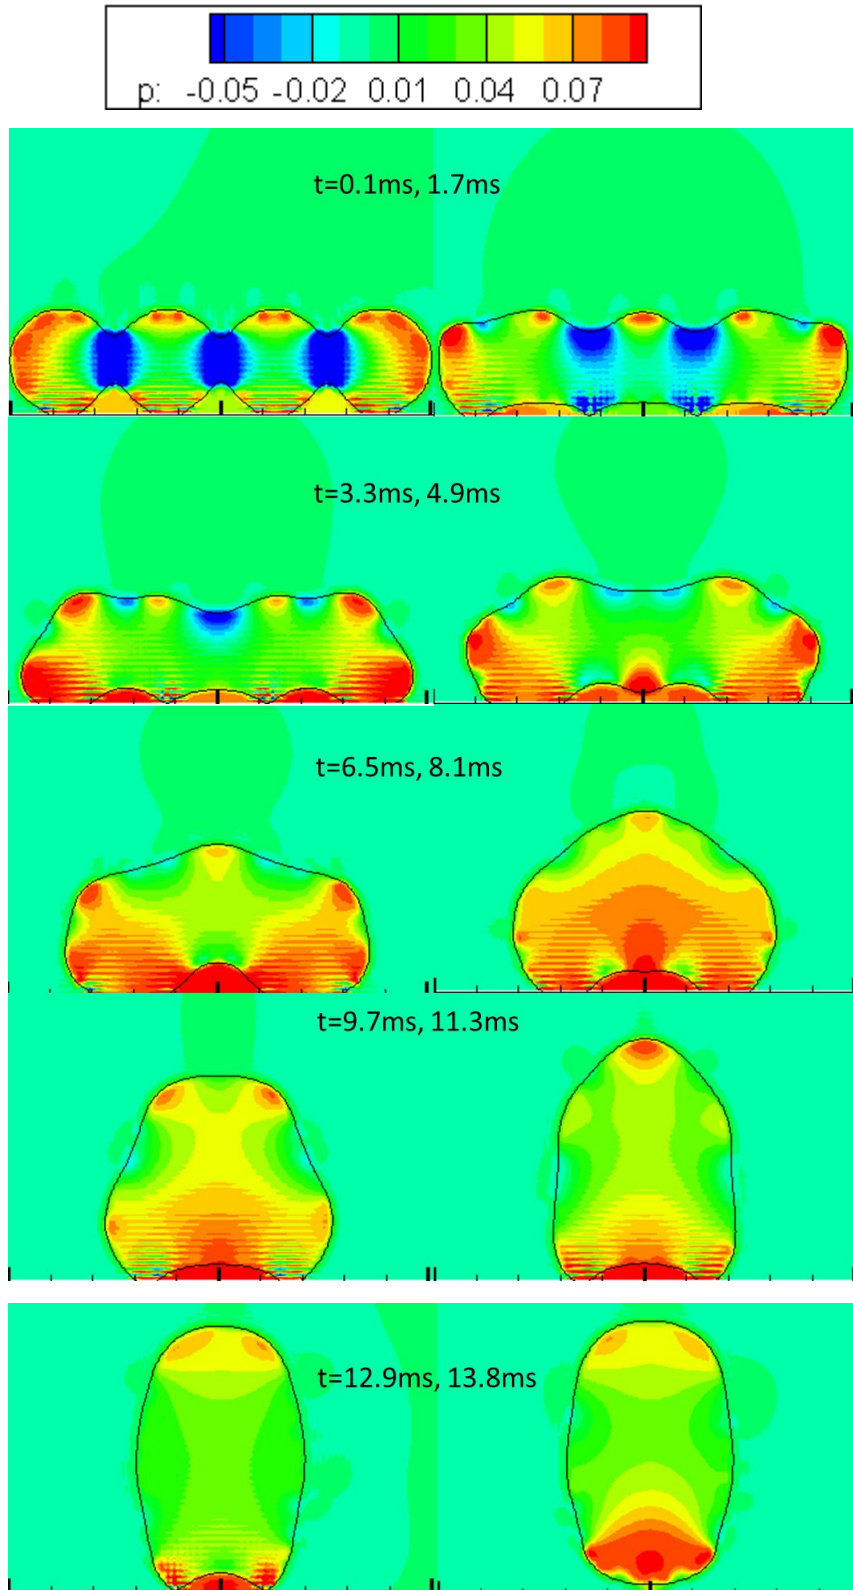 p: -0.05 -0.02 0.01 0.04 0.07
t=0.1ms, 1.7ms
t=3.3ms, 4.9ms
t=6.5ms, 8.1ms
t=9.7ms, 11.3ms
t=12.9ms, 13.8ms